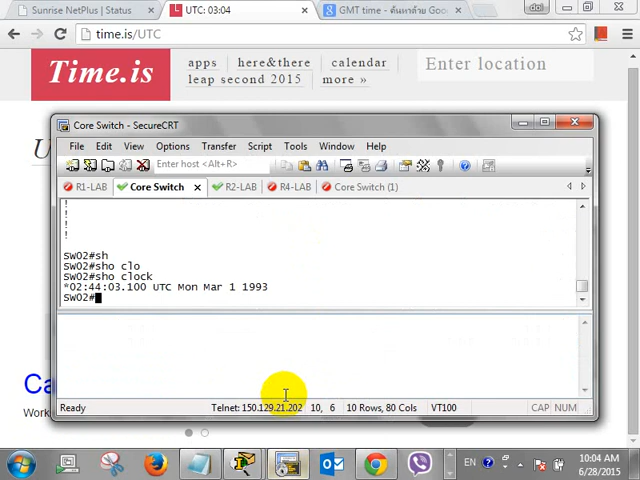 Sunrise NetPlus | Status
UTC: 03:04
GMT time - ค้นหาด้วย Goo
time.is/UTC
Time.is
apps here&there calendar
leap second 2015 more »
Enter location
Core Switch - SecureCRT
File Edit View Options Transfer Script Tools Window Help
Enter host <Alt+R>
R1-LAB
Core Switch
R2-LAB
R4-LAB
Core Switch (1)
!
!
!
!
SW02#sh
SW02#sho clo
SW02#sho clock
*02:44:03.100 UTC Mon Mar 1 1993
SW02#
Ca
Work
Ready
Telnet: 150.129.21.202
10, 6
10 Rows, 80 Cols
VT100
CAP NUM
EN
10:04 AM
6/28/2015